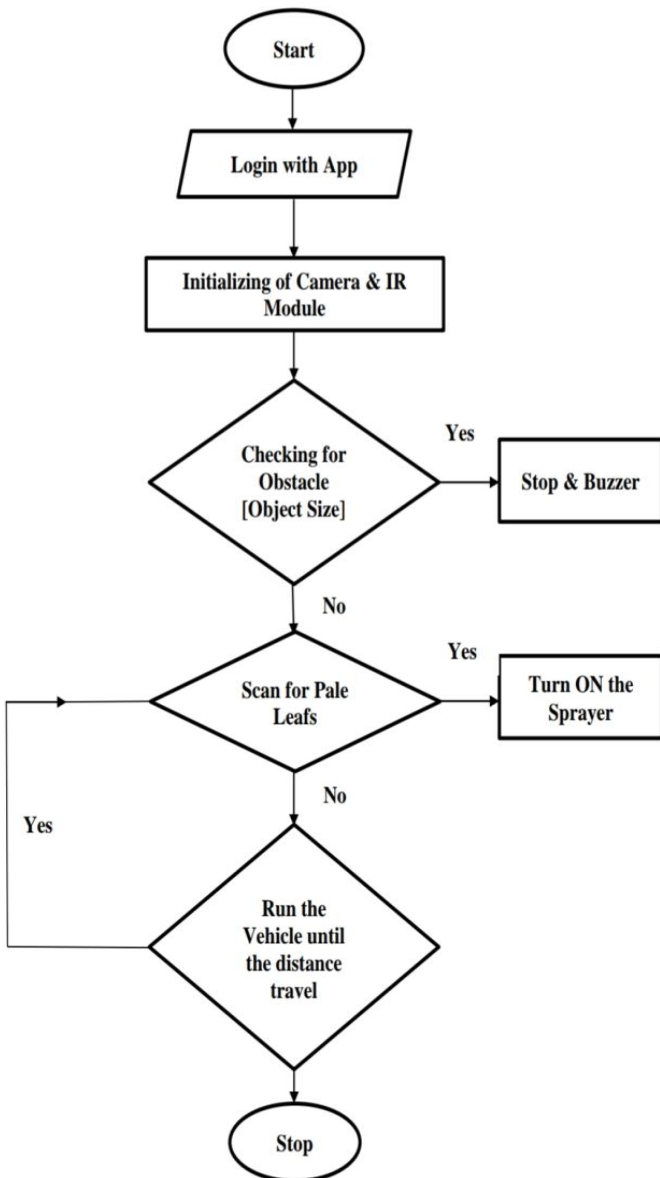 Start
Login with App
Initializing of Camera & IR
Module
Checking for
Obstacle
[Object Size]
Yes
Stop & Buzzer
No
Scan for Pale
Leafs
Yes
Turn ON the
Sprayer
No
Yes
Run the
Vehicle until
the distance
travel
Stop